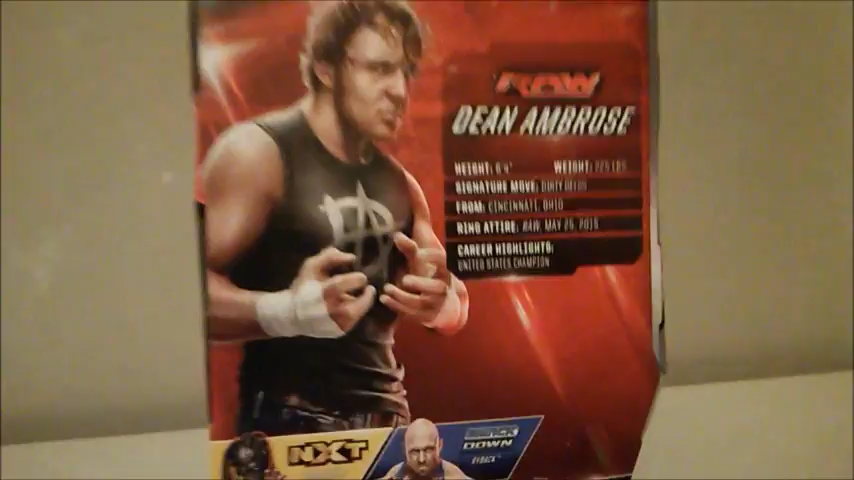 RAW
DEAN AMBROSE
HEIGHT: 6'4" WEIGHT: 225 LBS
SIGNATURE MOVE: DIRTY DEEDS
FROM: CINCINNATI, OHIO
RING ATTIRE: RAW, MAY 25, 2015
CAREER HIGHLIGHTS:
UNITED STATES CHAMPION
DA
NXT
SMACK
DOWN
RYBACK